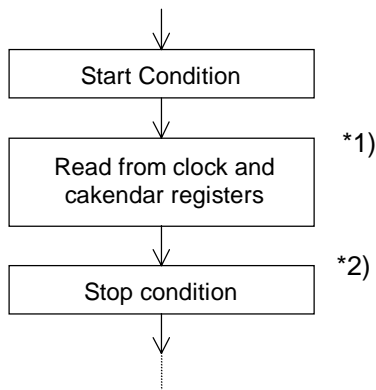 Start Condition
*1)
Read from clock and
cakendar registers
*2)
Stop condition